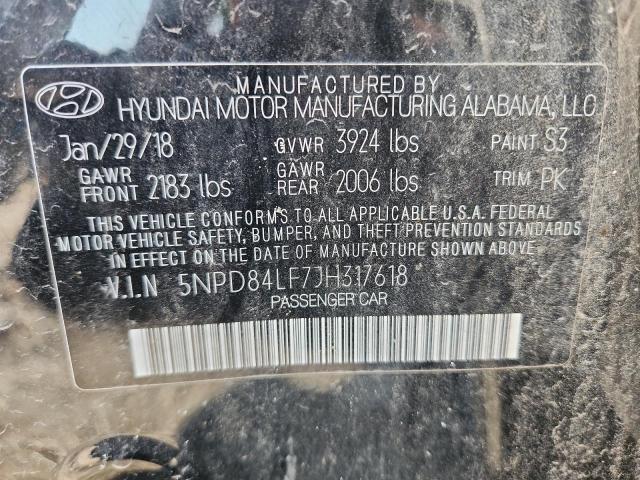 MANUFACTURED BY
HYUNDAI MOTOR MANUFACTURING ALABAMA, LLC
Jan/29/18 GVWR 3924 lbs PAINT S3
GAWR FRONT 2183 lbs GAWR REAR 2006 lbs TRIM PK
THIS VEHICLE CONFORMS TO ALL APPLICABLE U.S.A. FEDERAL
MOTOR VEHICLE SAFETY, BUMPER, AND THEFT PREVENTION STANDARDS
IN EFFECT ON THE DATE OF MANUFACTURE SHOWN ABOVE.
V.I.N 5NPD84LF7JH317618
PASSENGER CAR